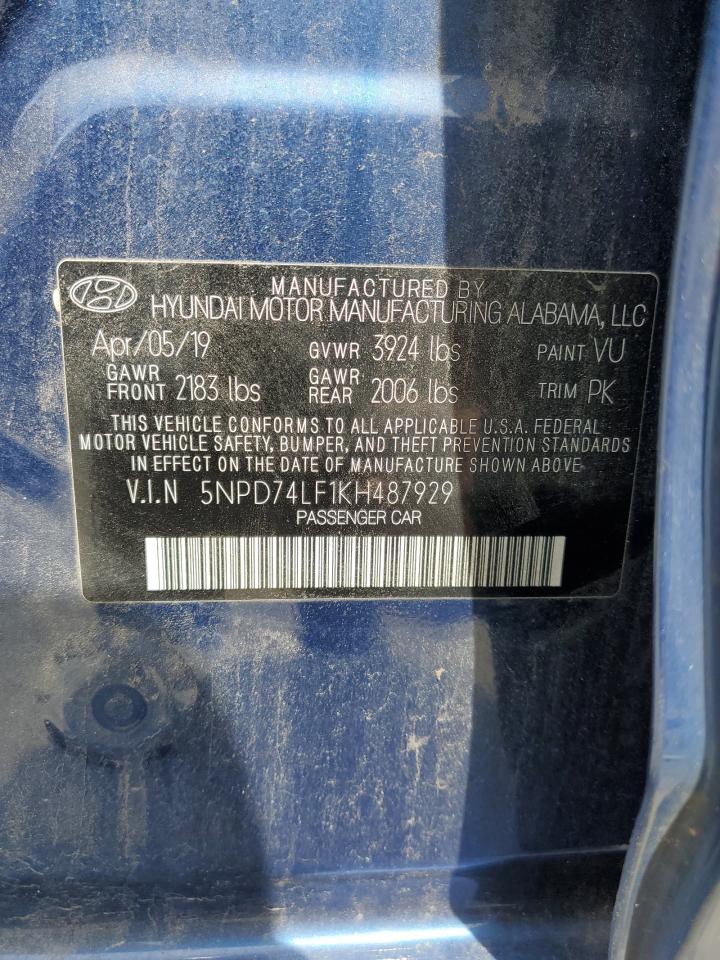 MANUFACTURED BY
HYUNDAI MOTOR MANUFACTURING ALABAMA, LLC
Apr/05/19 GVWR 3924 lbs PAINT VU
GAWR FRONT 2183 lbs GAWR REAR 2006 lbs TRIM PK
THIS VEHICLE CONFORMS TO ALL APPLICABLE U.S.A. FEDERAL
MOTOR VEHICLE SAFETY, BUMPER, AND THEFT PREVENTION STANDARDS
IN EFFECT ON THE DATE OF MANUFACTURE SHOWN ABOVE.
V.I.N 5NPD74LF1KH487929
PASSENGER CAR